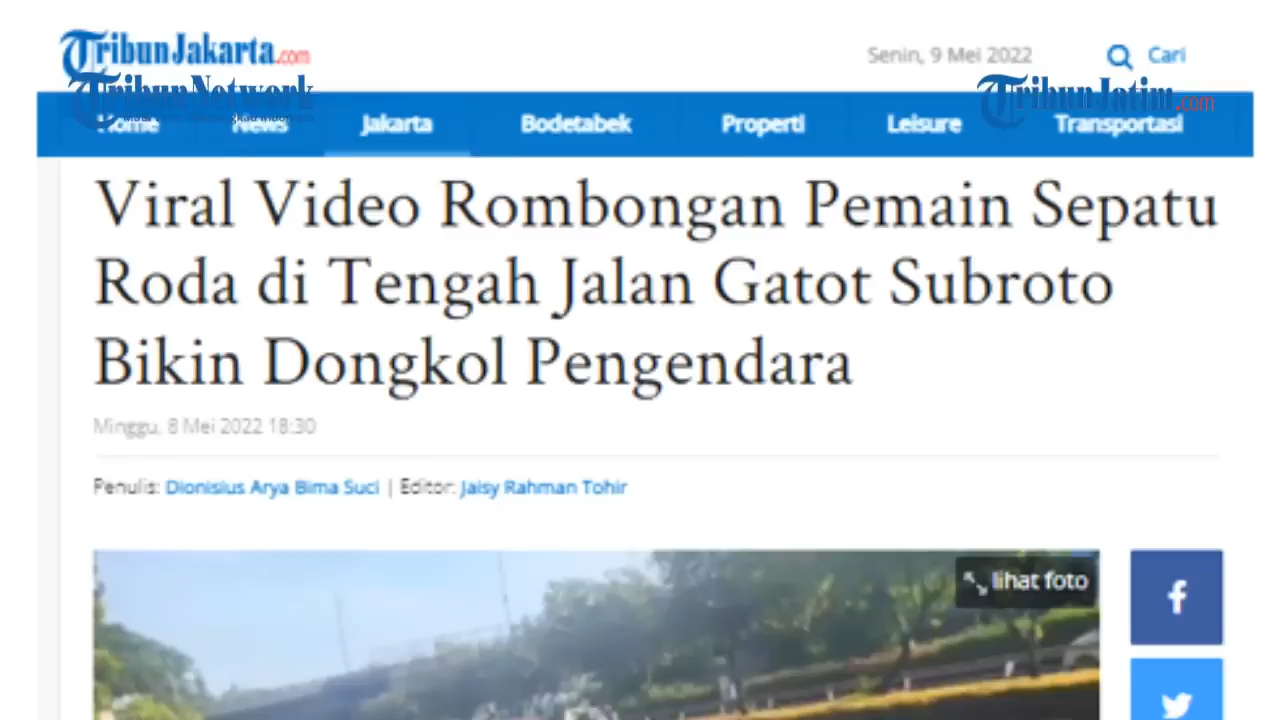 TribunJakarta.com
Senin, 9 Mei 2022
Cari
TribunNetwork
TribunJatim.com
Home News Jakarta Bodetabek Properti Leisure Transportasi
Viral Video Rombongan Pemain Sepatu
Roda di Tengah Jalan Gatot Subroto
Bikin Dongkol Pengendara
Minggu, 8 Mei 2022 18:30
Penulis: Dionisius Arya Bima Suci | Editor: Jaisy Rahman Tohir
lihat foto